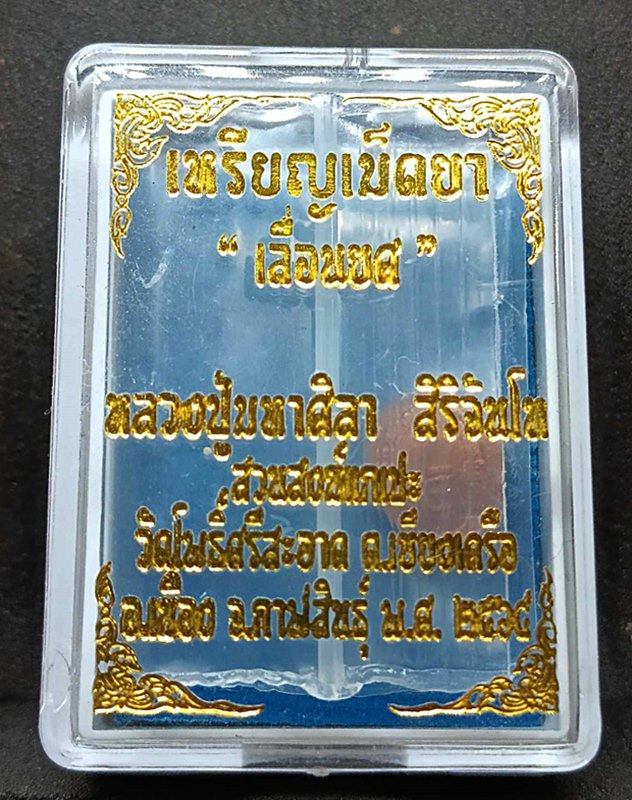 เหรียญเม็ดยา
“ เลื่อนยศ ”
หลวงปู่มหาศิลา สิริจันโท
สวนสงฆ์แกเปะ
วัดโพธิ์ศรีสะอาด ต.เชียงเครือ
อ.เมือง จ.กาฬสินธุ์ พ.ศ. ๒๕๖๔